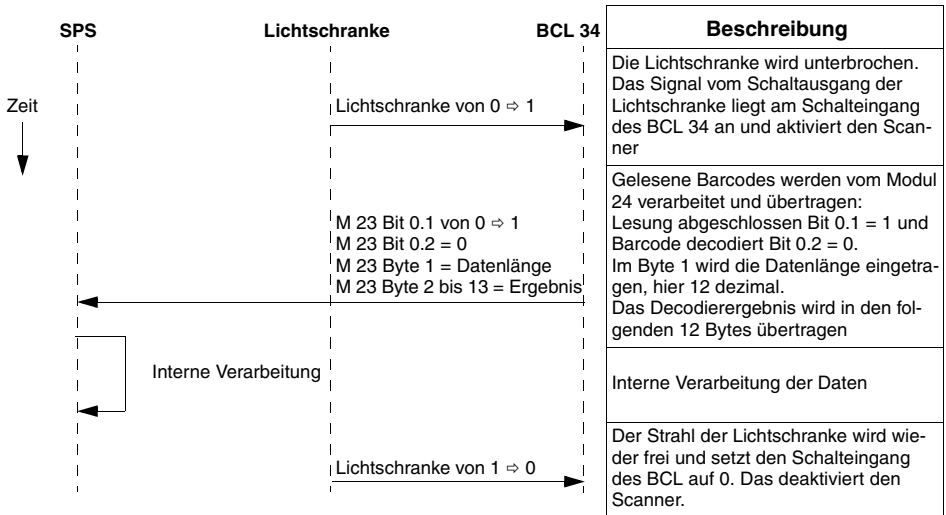 SPS
Lichtschranke
BCL 34
Beschreibung
Zeit
Lichtschranke von 0 ⇨ 1
Die Lichtschranke wird unterbrochen.
Das Signal vom Schaltausgang der
Lichtschranke liegt am Schalteingang
des BCL 34 an und aktiviert den Scan-
ner
M 23 Bit 0.1 von 0 ⇨ 1
M 23 Bit 0.2 = 0
M 23 Byte 1 = Datenlänge
M 23 Byte 2 bis 13 = Ergebnis
Gelesene Barcodes werden vom Modul
24 verarbeitet und übertragen:
Lesung abgeschlossen Bit 0.1 = 1 und
Barcode decodiert Bit 0.2 = 0.
Im Byte 1 wird die Datenlänge eingetra-
gen, hier 12 dezimal.
Das Decodierergebnis wird in den fol-
genden 12 Bytes übertragen
Interne Verarbeitung
Interne Verarbeitung der Daten
Lichtschranke von 1 ⇨ 0
Der Strahl der Lichtschranke wird wie-
der frei und setzt den Schalteingang
des BCL auf 0. Das deaktiviert den
Scanner.